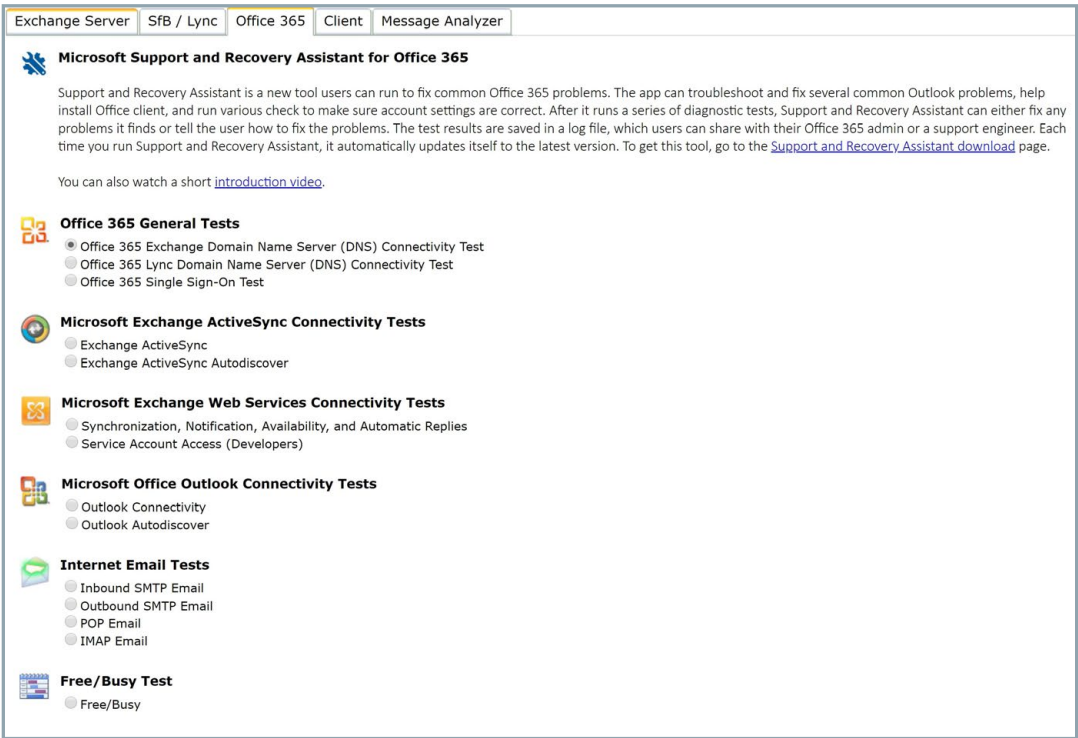 Exchange Server
SfB / Lync
Office 365
Client
Message Analyzer
Microsoft Support and Recovery Assistant for Office 365
Support and Recovery Assistant is a new tool users can run to fix common Office 365 problems. The app can troubleshoot and fix several common Outlook problems, help
install Office client, and run various check to make sure account settings are correct. After it runs a series of diagnostic tests, Support and Recovery Assistant can either fix any
problems it finds or tell the user how to fix the problems. The test results are saved in a log file, which users can share with their Office 365 admin or a support engineer. Each
time you run Support and Recovery Assistant, it automatically updates itself to the latest version. To get this tool, go to the Support and Recovery Assistant download page.
You can also watch a short introduction video.
Office 365 General Tests
Office 365 Exchange Domain Name Server (DNS) Connectivity Test
Office 365 Lync Domain Name Server (DNS) Connectivity Test
Office 365 Single Sign-On Test
Microsoft Exchange ActiveSync Connectivity Tests
Exchange ActiveSync
Exchange ActiveSync Autodiscover
Microsoft Exchange Web Services Connectivity Tests
Synchronization, Notification, Availability, and Automatic Replies
Service Account Access (Developers)
Microsoft Office Outlook Connectivity Tests
Outlook Connectivity
Outlook Autodiscover
Internet Email Tests
Inbound SMTP Email
Outbound SMTP Email
POP Email
IMAP Email
Free/Busy Test
Free/Busy